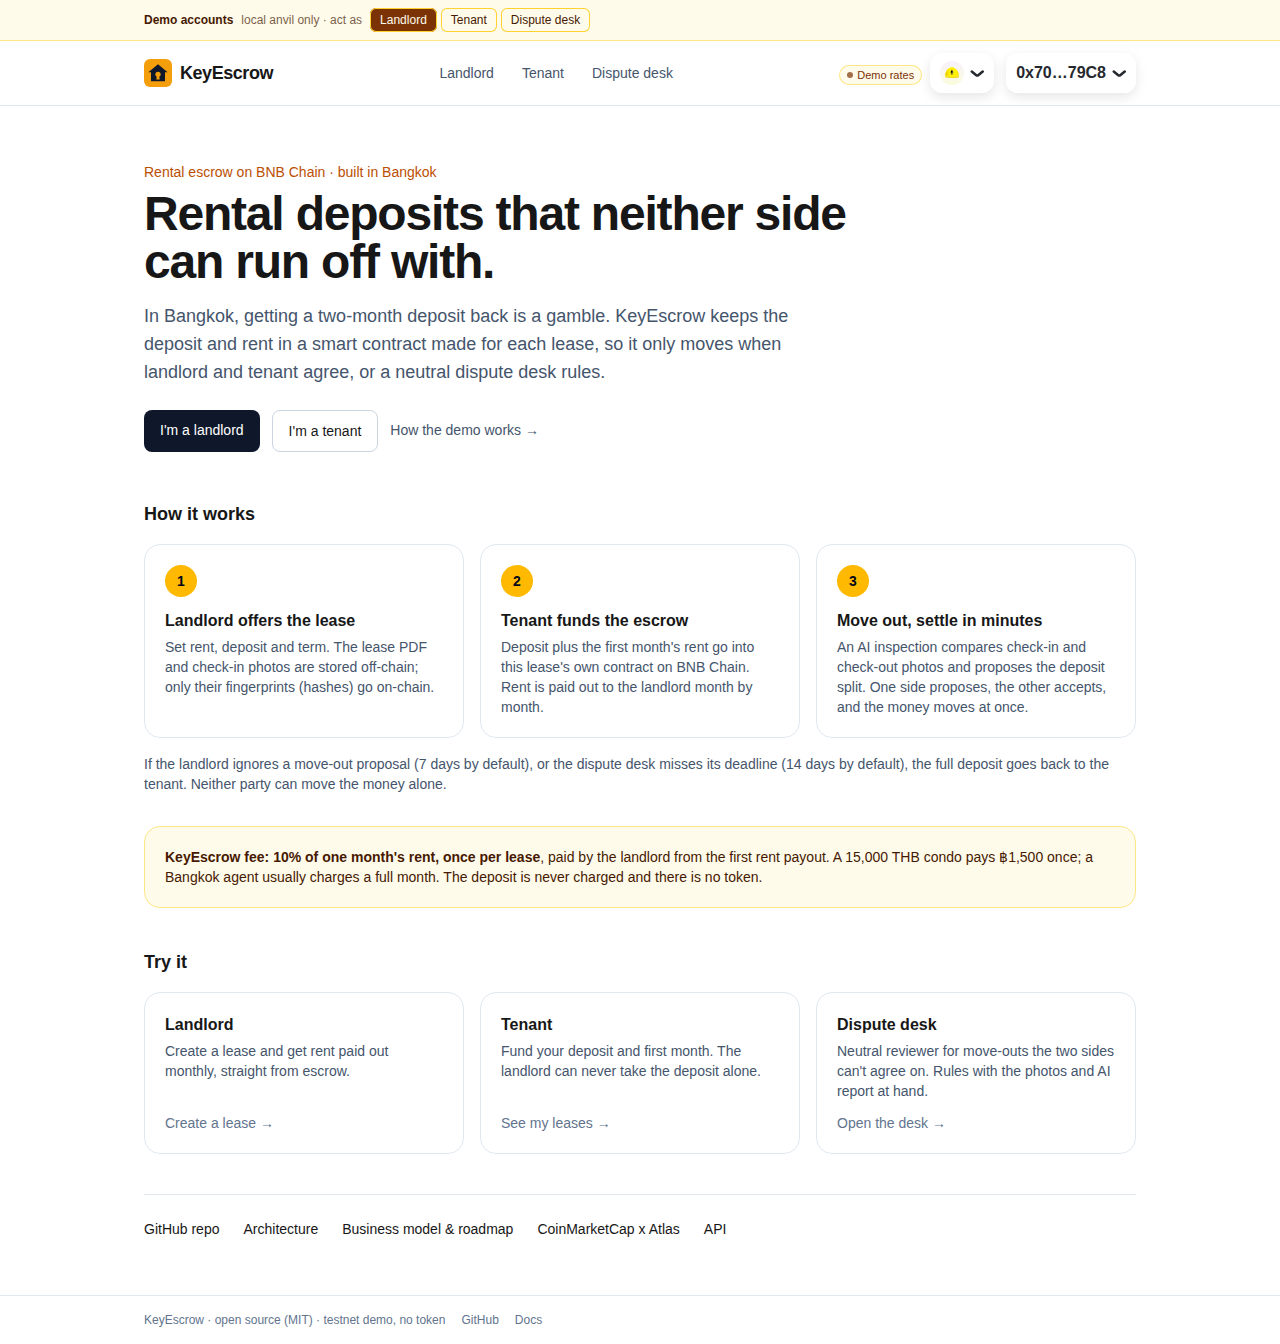 Demo accounts local anvil only · act as Landlord Tenant Dispute desk
KeyEscrow Landlord Tenant Dispute desk Demo rates 0x70…79C8
Rental escrow on BNB Chain · built in Bangkok
Rental deposits that neither side
can run off with.
In Bangkok, getting a two-month deposit back is a gamble. KeyEscrow keeps the
deposit and rent in a smart contract made for each lease, so it only moves when
landlord and tenant agree, or a neutral dispute desk rules.
I'm a landlord I'm a tenant How the demo works →
How it works
1
Landlord offers the lease
Set rent, deposit and term. The lease PDF
and check-in photos are stored off-chain;
only their fingerprints (hashes) go on-chain.
2
Tenant funds the escrow
Deposit plus the first month's rent go into
this lease's own contract on BNB Chain.
Rent is paid out to the landlord month by
month.
3
Move out, settle in minutes
An AI inspection compares check-in and
check-out photos and proposes the deposit
split. One side proposes, the other accepts,
and the money moves at once.
If the landlord ignores a move-out proposal (7 days by default), or the dispute desk misses its deadline (14 days by default), the full deposit goes back to the
tenant. Neither party can move the money alone.
KeyEscrow fee: 10% of one month's rent, once per lease, paid by the landlord from the first rent payout. A 15,000 THB condo pays ฿1,500 once; a
Bangkok agent usually charges a full month. The deposit is never charged and there is no token.
Try it
Landlord
Create a lease and get rent paid out
monthly, straight from escrow.
Create a lease →
Tenant
Fund your deposit and first month. The
landlord can never take the deposit alone.
See my leases →
Dispute desk
Neutral reviewer for move-outs the two sides
can't agree on. Rules with the photos and AI
report at hand.
Open the desk →
GitHub repo Architecture Business model & roadmap CoinMarketCap x Atlas API
KeyEscrow · open source (MIT) · testnet demo, no token GitHub Docs